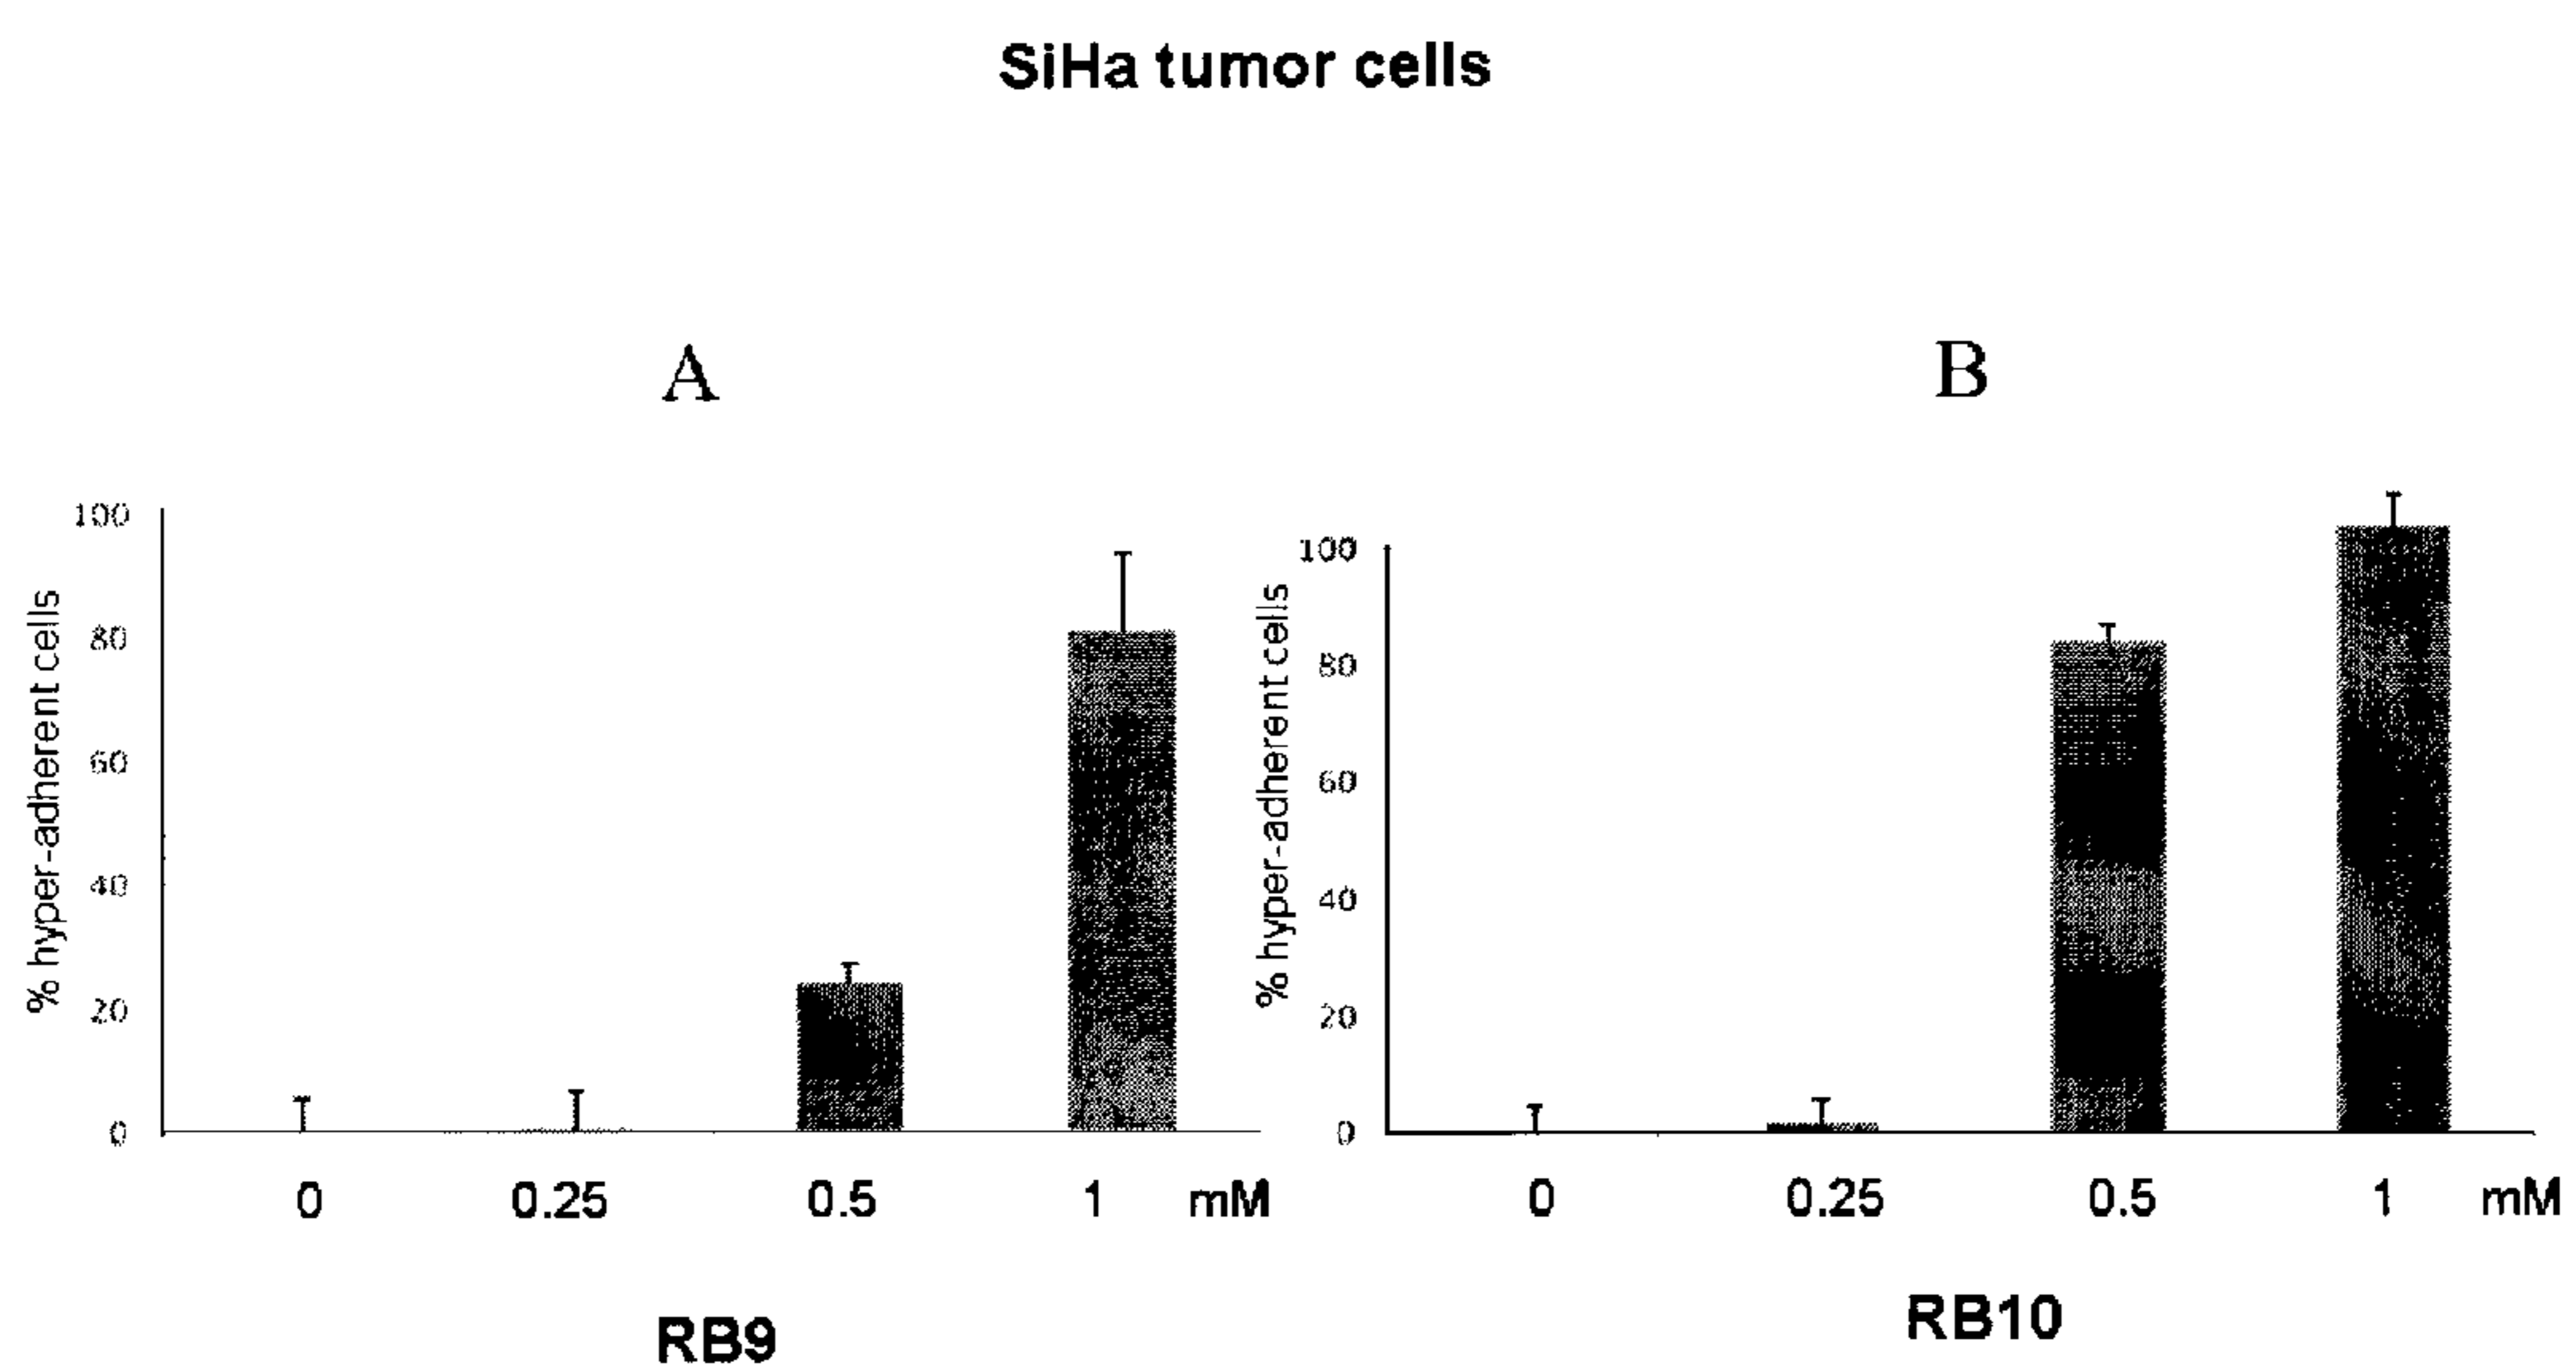 SiHa tumor cells
A
% hyper-adherent cells
100
80
60
40
20
0
0 0.25 0.5 1 mM
RB9
B
% hyper-adherent cells
100
80
60
40
20
0
0 0.25 0.5 1 mM
RB10